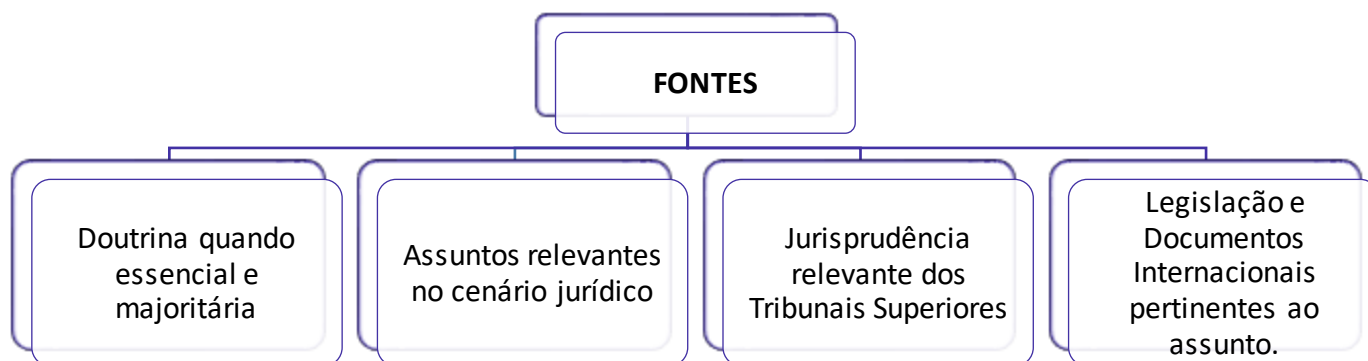 FONTES
Doutrina quando
essencial e
majoritária
Assuntos relevantes
no cenário jurídico
Jurisprudência
relevante dos
Tribunais Superiores
Legislação e
Documentos
Internacionais
pertinentes ao
assunto.